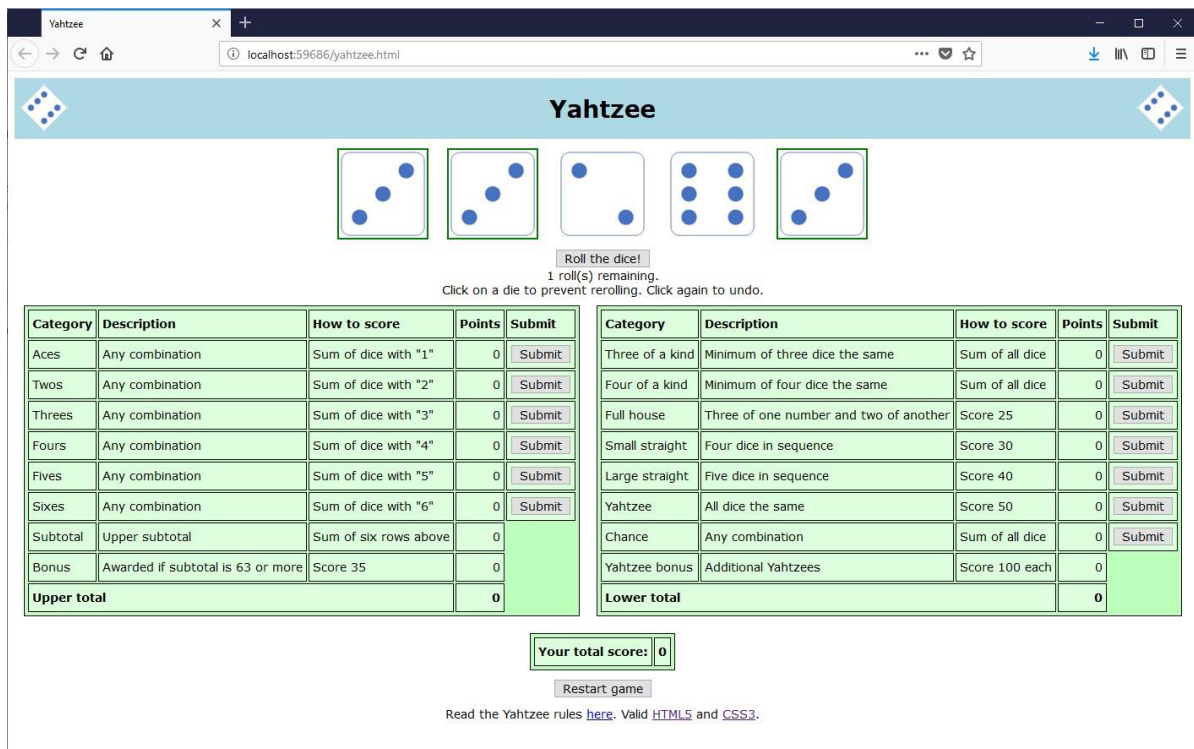 Yahtzee
localhost:59686/yahtzee.html
Yahtzee
Roll the dice!
1 roll(s) remaining.
Click on a die to prevent rerolling. Click again to undo.
Category Description How to score Points Submit
Aces Any combination Sum of dice with "1" 0 Submit
Twos Any combination Sum of dice with "2" 0 Submit
Threes Any combination Sum of dice with "3" 0 Submit
Fours Any combination Sum of dice with "4" 0 Submit
Fives Any combination Sum of dice with "5" 0 Submit
Sixes Any combination Sum of dice with "6" 0 Submit
Subtotal Upper subtotal Sum of six rows above 0
Bonus Awarded if subtotal is 63 or more Score 35 0
Upper total 0
Category Description How to score Points Submit
Three of a kind Minimum of three dice the same Sum of all dice 0 Submit
Four of a kind Minimum of four dice the same Sum of all dice 0 Submit
Full house Three of one number and two of another Score 25 0 Submit
Small straight Four dice in sequence Score 30 0 Submit
Large straight Five dice in sequence Score 40 0 Submit
Yahtzee All dice the same Score 50 0 Submit
Chance Any combination Sum of all dice 0 Submit
Yahtzee bonus Additional Yahtzees Score 100 each 0
Lower total 0
Your total score: 0
Restart game
Read the Yahtzee rules here. Valid HTML5 and CSS3.